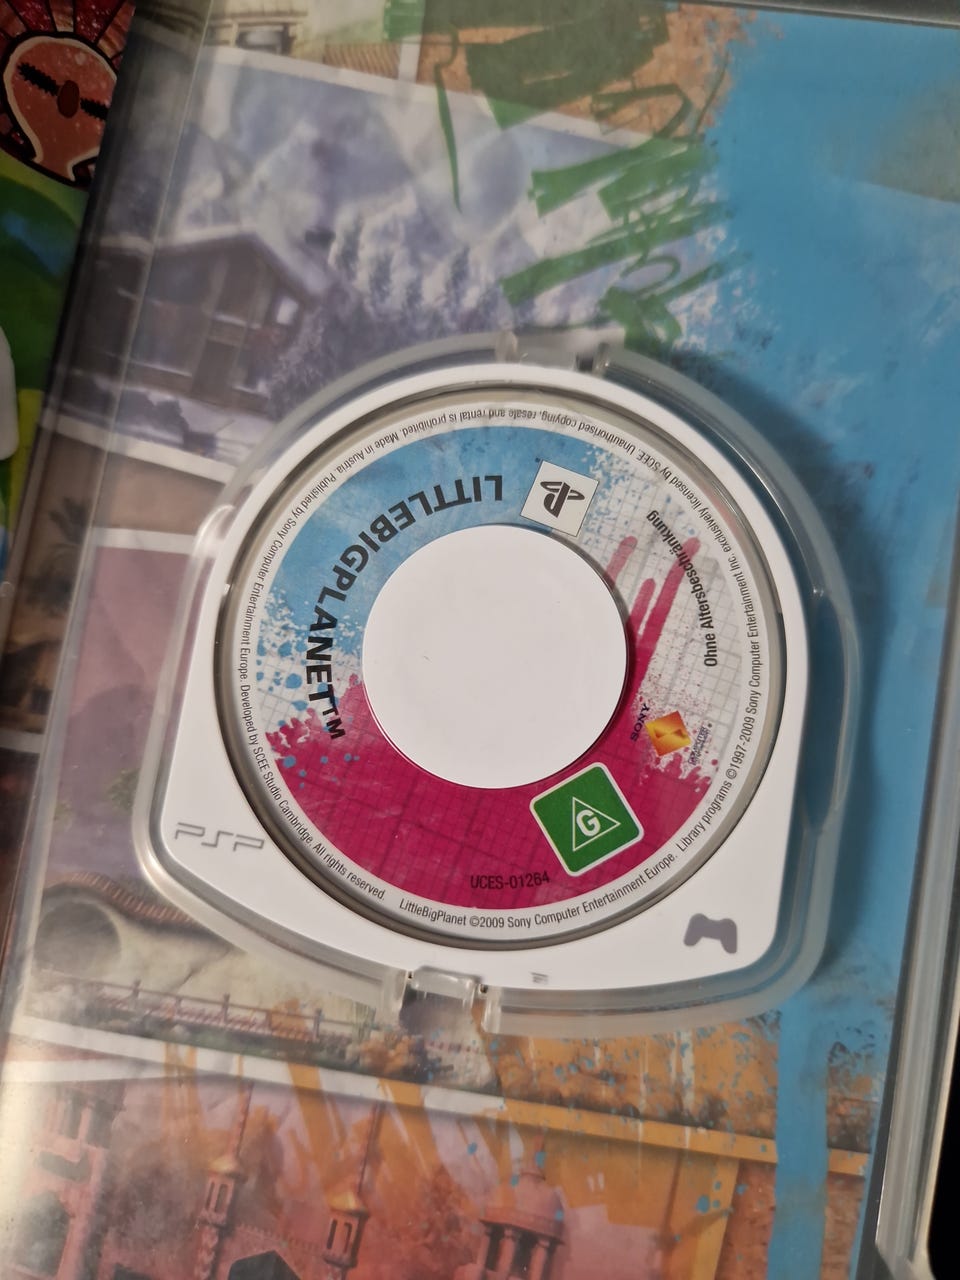 LITTLEBIGPLANET™
Ohne Altersbeschränkung
SONY
COMPUTER
G
UCES-01264
LittleBigPlanet ©2009 Sony Computer Entertainment Europe. Library programs ©1997-2009 Sony Computer Entertainment Inc. exclusively licensed by SCEE. Unauthorised copying, resale and rental is prohibited. Made in Austria. Published by Sony Computer Entertainment Europe. Developed by SCEE Studio Cambridge. All rights reserved.
PSP